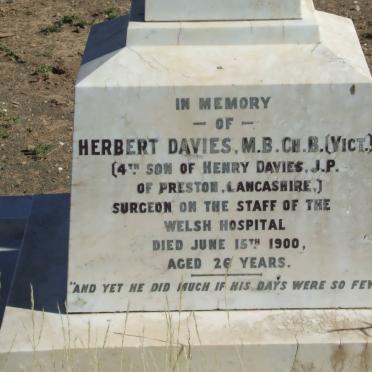 IN MEMORY
- OF -
HERBERT DAVIES, M.B. CH.B. (VICT.)
(4TH SON OF HENRY DAVIES, J.P.
OF PRESTON, LANCASHIRE,)
SURGEON ON THE STAFF OF THE
WELSH HOSPITAL
DIED JUNE 15TH 1900,
AGED 26 YEARS.
"AND YET HE DID MUCH IF HIS DAYS WERE SO FEW